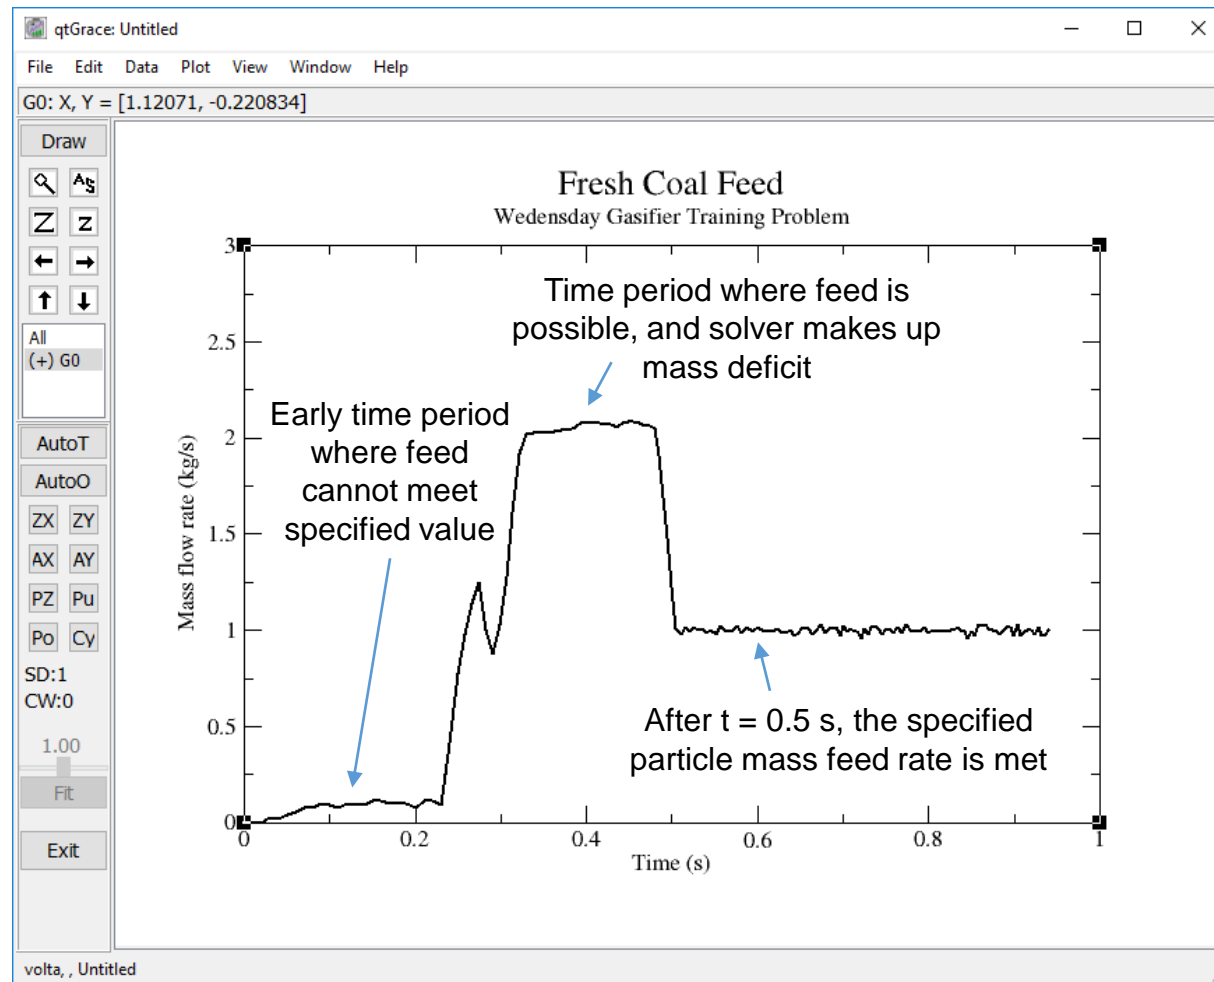 qtGrace: Untitled
File Edit Data Plot View Window Help
G0: X, Y = [1.12071, -0.220834]
Draw
A S
Z z
All
(+) G0
AutoT
AutoO
ZX ZY
AX AY
PZ Pu
Po Cy
SD:1
CW:0
1.00
Fit
Exit
Fresh Coal Feed
Wedensday Gasifier Training Problem
3
2.5
2
1.5
1
0.5
0
Mass flow rate (kg/s)
Time period where feed is
possible, and solver makes up
mass deficit
Early time period
where feed
cannot meet
specified value
After t = 0.5 s, the specified
particle mass feed rate is met
0 0.2 0.4 0.6 0.8 1
Time (s)
volta, , Untitled